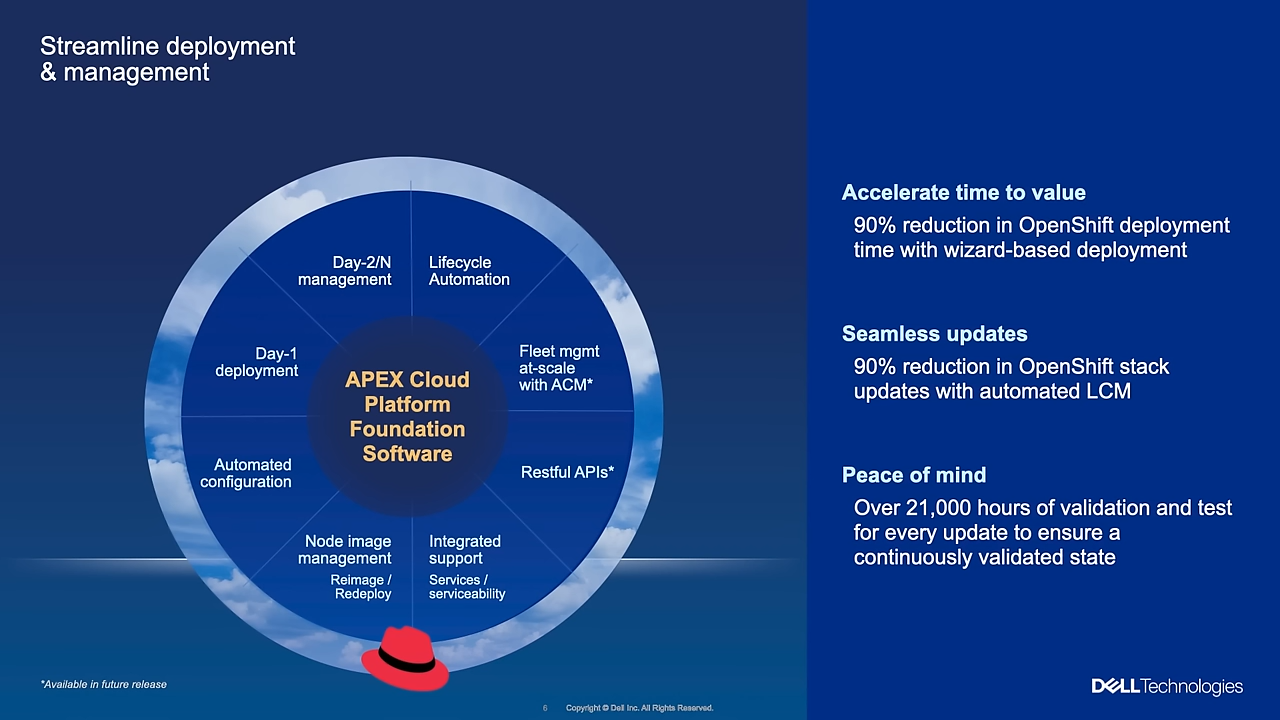 Streamline deployment
& management
Day-2/N
management
Lifecycle
Automation
Day-1
deployment
Fleet mgmt
at-scale
with ACM*
APEX Cloud
Platform
Foundation
Software
Automated
configuration
Restful APIs*
Node image
management
Reimage /
Redeploy
Integrated
support
Services /
serviceability
Accelerate time to value
90% reduction in OpenShift deployment
time with wizard-based deployment
Seamless updates
90% reduction in OpenShift stack
updates with automated LCM
Peace of mind
Over 21,000 hours of validation and test
for every update to ensure a
continuously validated state
*Available in future release
6 Copyright © Dell Inc. All Rights Reserved.
DELLTechnologies